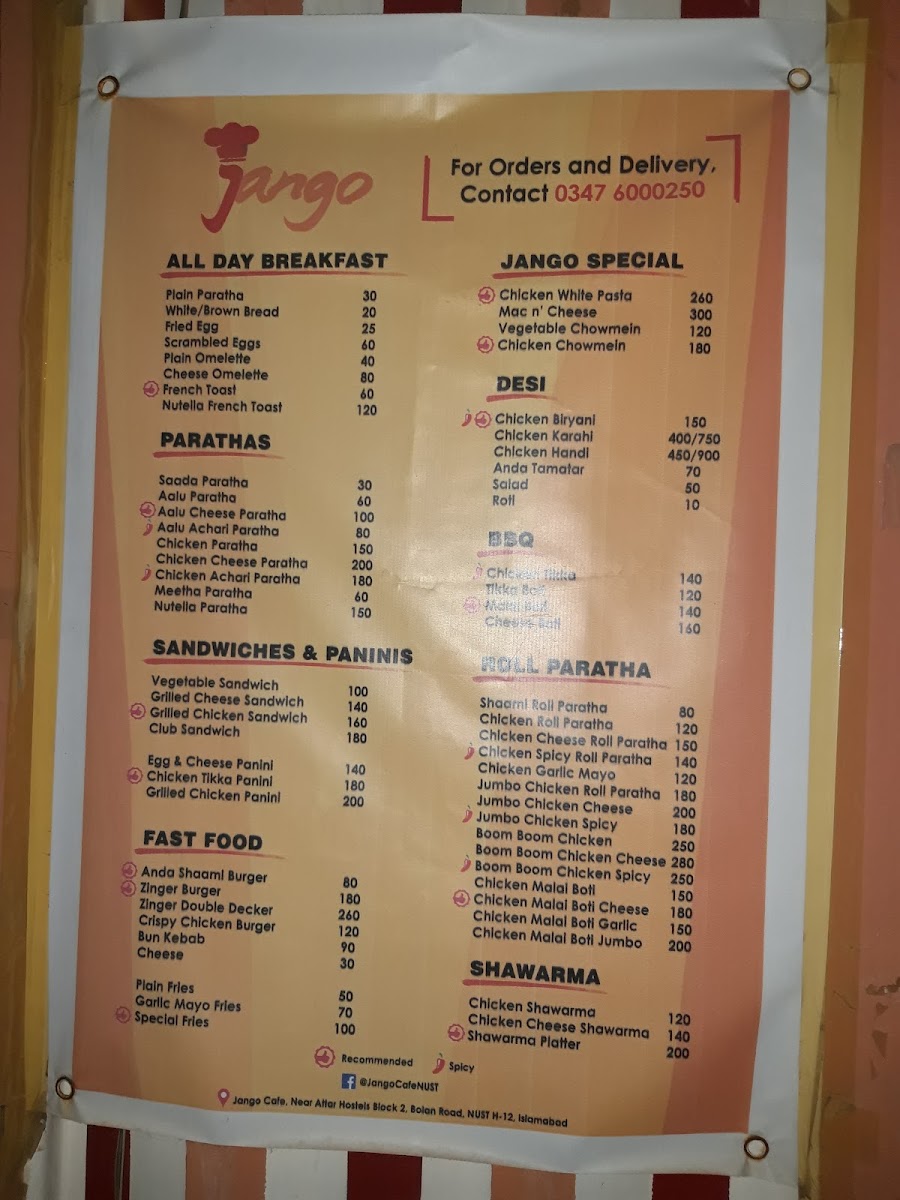 jango
For Orders and Delivery,
Contact 0347 6000250
ALL DAY BREAKFAST
Plain Paratha 30
White/Brown Bread 20
Fried Egg 25
Scrambled Eggs 60
Plain Omelette 40
Cheese Omelette 80
French Toast 60
Nutella French Toast 120
PARATHAS
Saada Paratha 30
Aalu Paratha 60
Aalu Cheese Paratha 100
Aalu Achari Paratha 80
Chicken Paratha 150
Chicken Cheese Paratha 200
Chicken Achari Paratha 180
Meetha Paratha 60
Nutella Paratha 150
SANDWICHES & PANINIS
Vegetable Sandwich 100
Grilled Cheese Sandwich 140
Grilled Chicken Sandwich 160
Club Sandwich 180
Egg & Cheese Panini 140
Chicken Tikka Panini 180
Grilled Chicken Panini 200
FAST FOOD
Anda Shaami Burger 80
Zinger Burger 180
Zinger Double Decker 260
Crispy Chicken Burger 120
Bun Kebab 90
Cheese 30
Plain Fries 50
Garlic Mayo Fries 70
Special Fries 100
JANGO SPECIAL
Chicken White Pasta 260
Mac n' Cheese 300
Vegetable Chowmein 120
Chicken Chowmein 180
DESI
Chicken Biryani 150
Chicken Karahi 400/750
Chicken Handi 450/900
Anda Tamatar 70
Salad 50
Roti 10
BBQ
Chicken Tikka 140
Tikka Boti 120
Malai Boti 140
Cheese Boti 160
ROLL PARATHA
Shaami Roll Paratha 80
Chicken Roll Paratha 120
Chicken Cheese Roll Paratha 150
Chicken Spicy Roll Paratha 140
Chicken Garlic Mayo 120
Jumbo Chicken Roll Paratha 180
Jumbo Chicken Cheese 200
Jumbo Chicken Spicy 180
Boom Boom Chicken 250
Boom Boom Chicken Cheese 280
Boom Boom Chicken Spicy 250
Chicken Malai Boti 150
Chicken Malai Boti Cheese 180
Chicken Malai Boti Garlic 150
Chicken Malai Boti Jumbo 200
SHAWARMA
Chicken Shawarma 120
Chicken Cheese Shawarma 140
Shawarma Platter 200
Recommended Spicy
@JangoCafeNUST
Jango Cafe, Near Attar Hostels Block 2, Bolan Road, NUST H-12, Islamabad